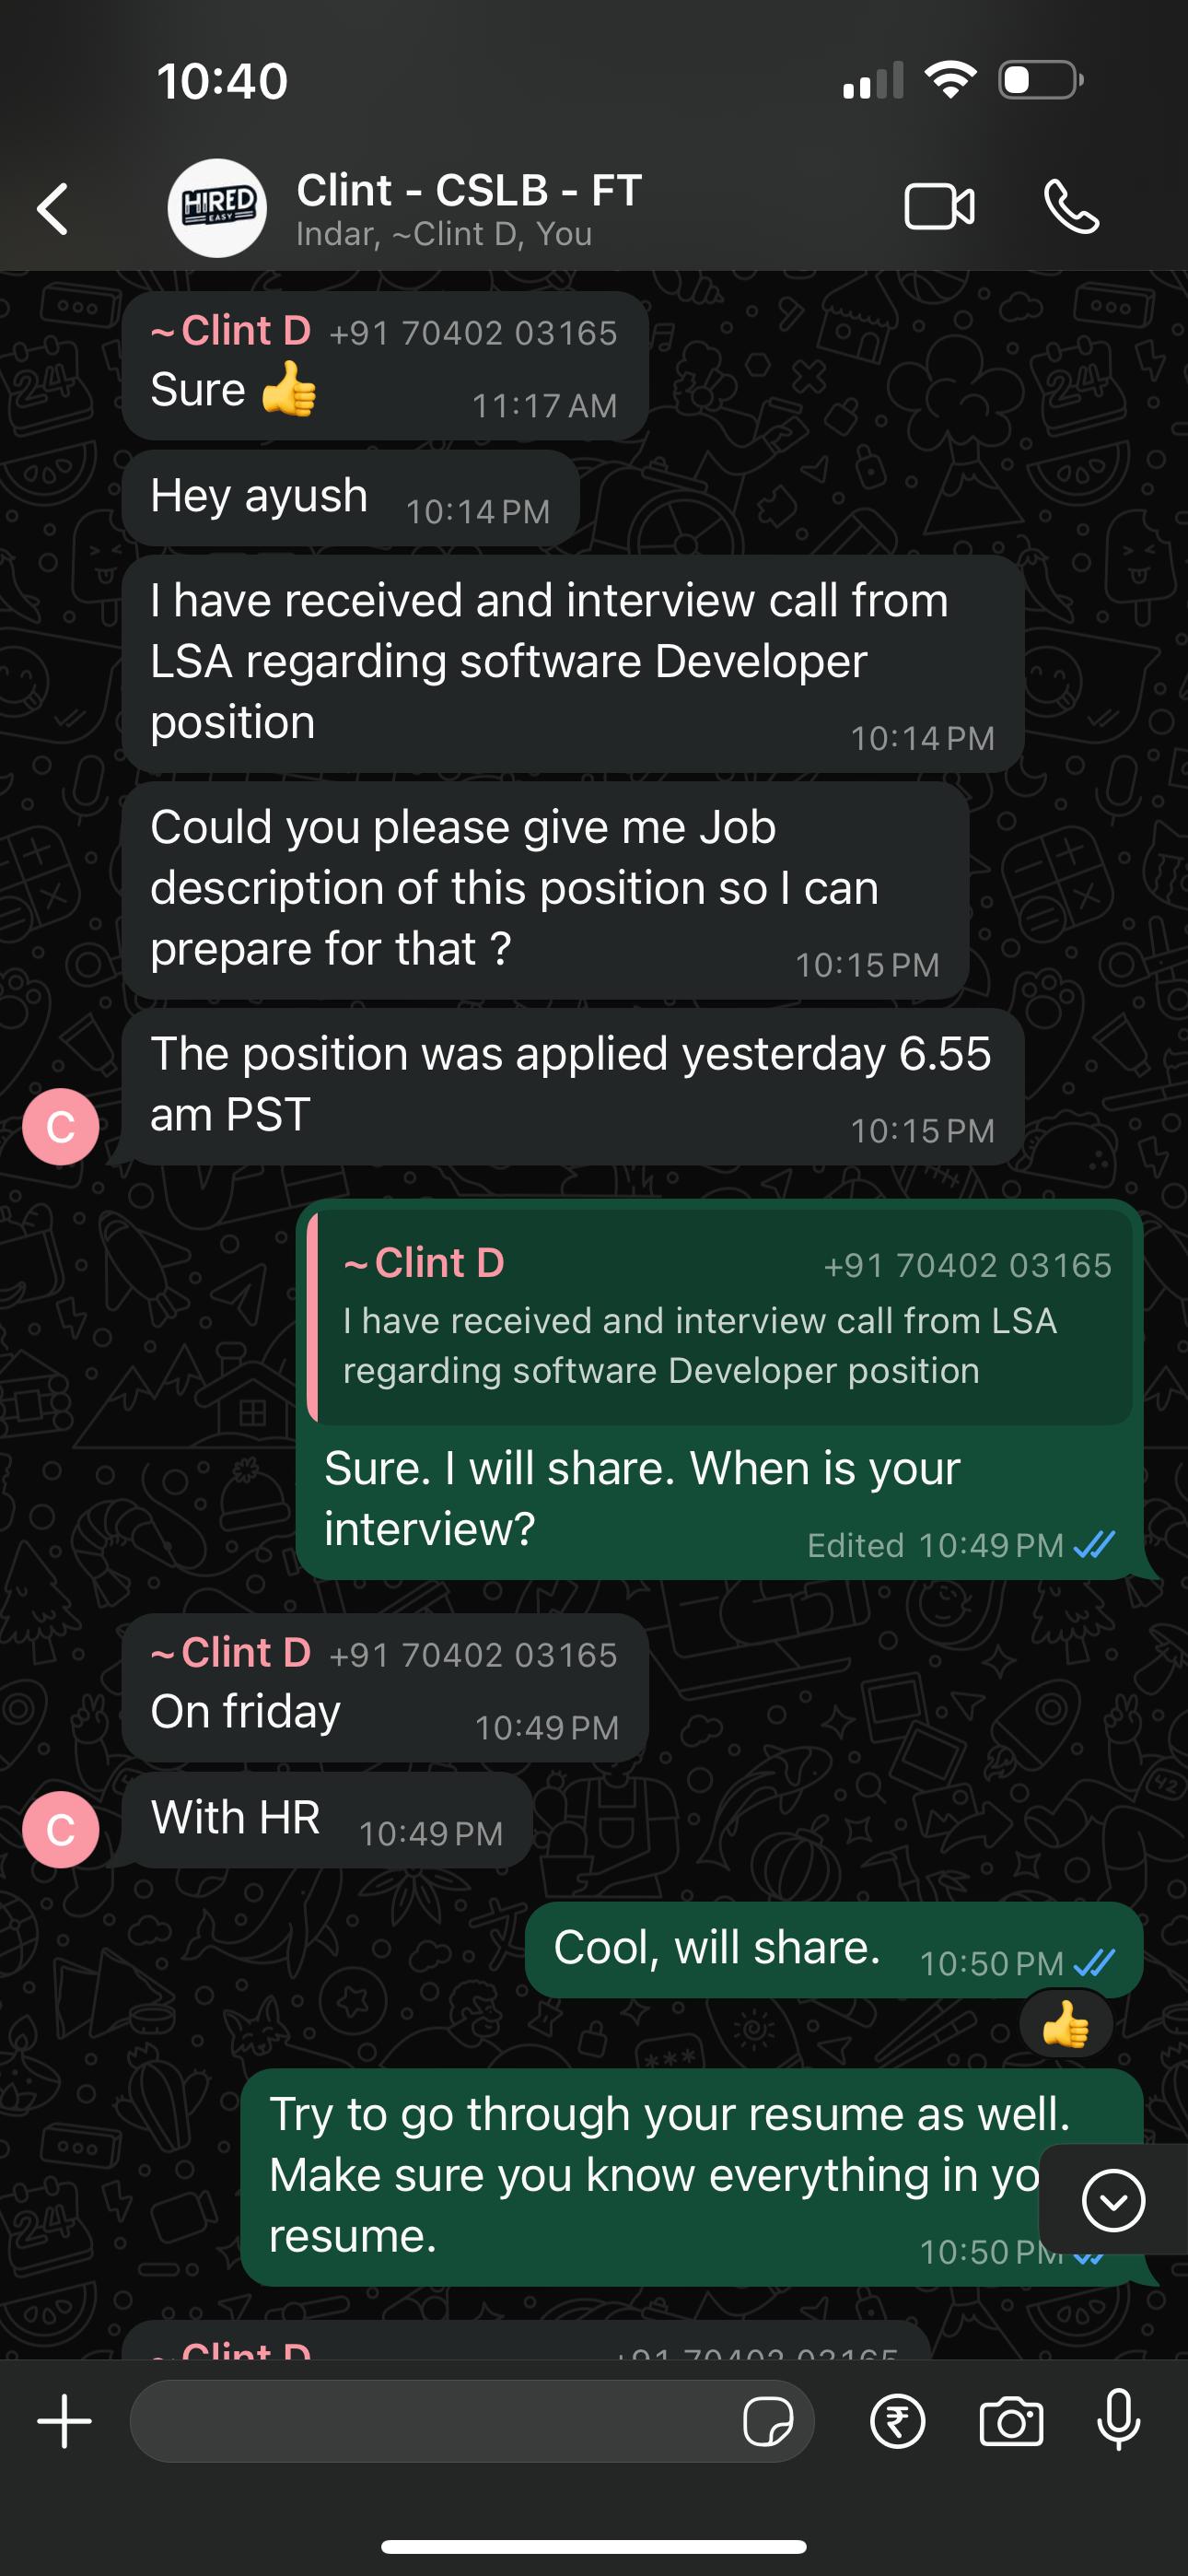 10:40
HIRED
EASY
Clint - CSLB - FT
Indar, ~Clint D, You
~Clint D +91 70402 03165
Sure 👍 11:17 AM
Hey ayush 10:14 PM
I have received and interview call from
LSA regarding software Developer
position 10:14 PM
Could you please give me Job
description of this position so I can
prepare for that ? 10:15 PM
The position was applied yesterday 6.55
am PST 10:15 PM
C
~Clint D +91 70402 03165
I have received and interview call from LSA
regarding software Developer position
Sure. I will share. When is your
interview? Edited 10:49 PM
~Clint D +91 70402 03165
On friday 10:49 PM
With HR 10:49 PM
C
Cool, will share. 10:50 PM
👍
Try to go through your resume as well.
Make sure you know everything in yo
resume. 10:50 PM
~Clint D +91 70402 03165